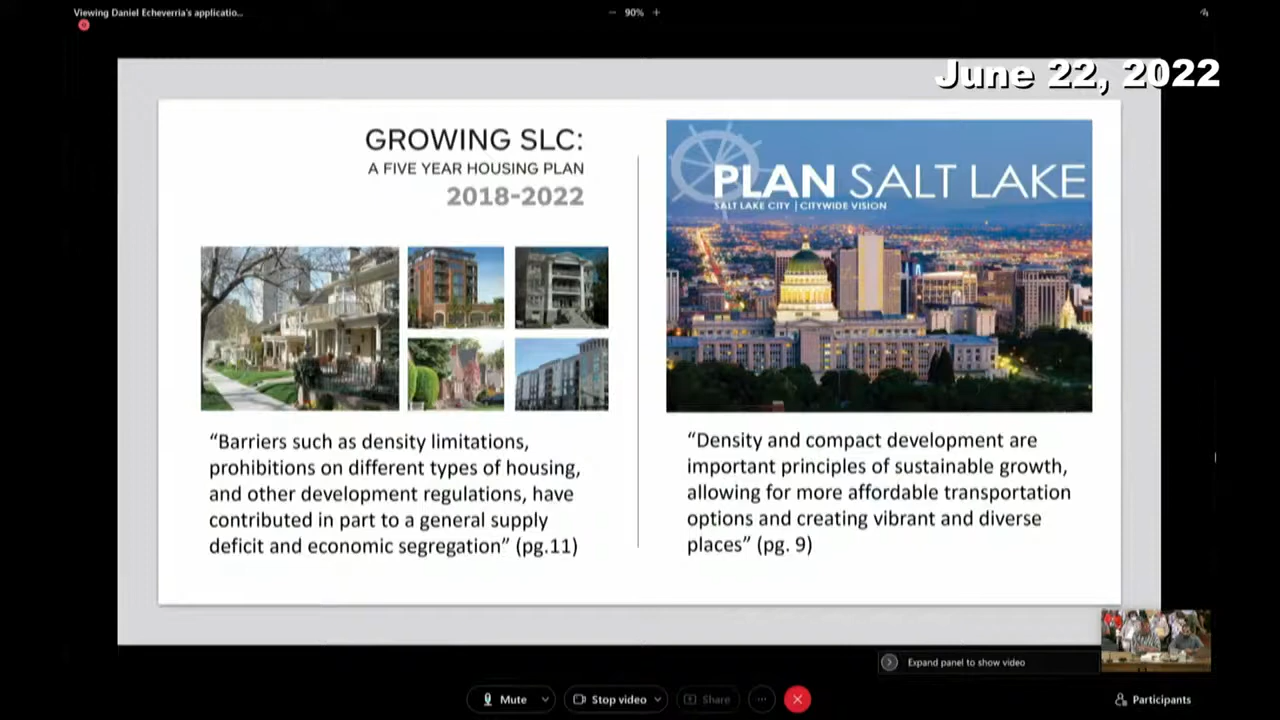 Viewing Daniel Echeverria's applicatio...
90%
June 22, 2022
GROWING SLC:
A FIVE YEAR HOUSING PLAN
2018-2022
“Barriers such as density limitations,
prohibitions on different types of housing,
and other development regulations, have
contributed in part to a general supply
deficit and economic segregation” (pg.11)
PLAN SALT LAKE
SALT LAKE CITY | CITYWIDE VISION
“Density and compact development are
important principles of sustainable growth,
allowing for more affordable transportation
options and creating vibrant and diverse
places” (pg. 9)
Expand panel to show video
Mute
Stop video
Share
Participants